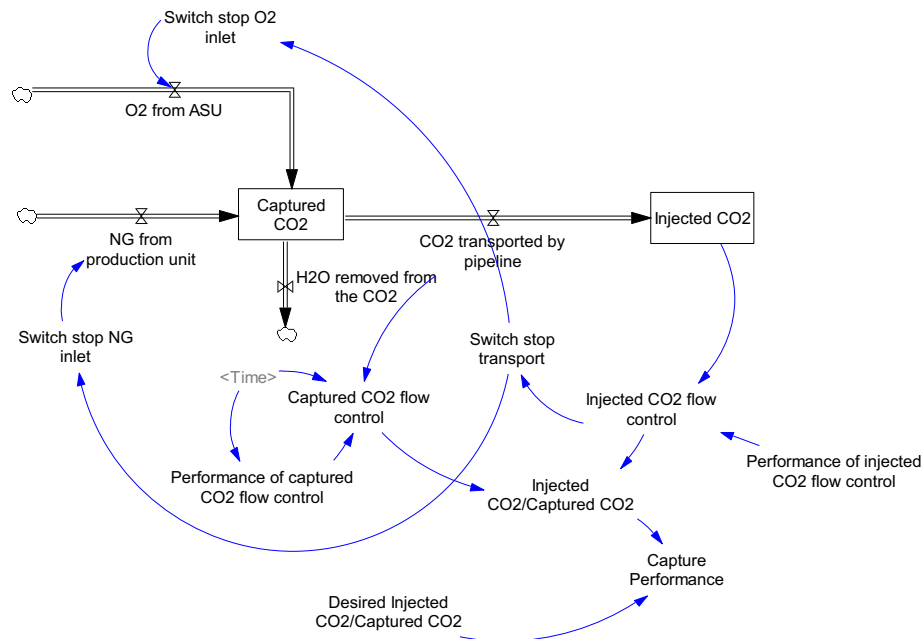 Switch stop O2
inlet
O2 from ASU
Captured
CO2
Injected CO2
NG from
production unit
CO2 transported by
pipeline
H2O removed from
the CO2
Switch stop NG
inlet
Switch stop
transport
<Time>
Captured CO2 flow
control
Injected CO2 flow
control
Performance of captured
CO2 flow control
Performance of injected
CO2 flow control
Injected
CO2/Captured CO2
Capture
Performance
Desired Injected
CO2/Captured CO2